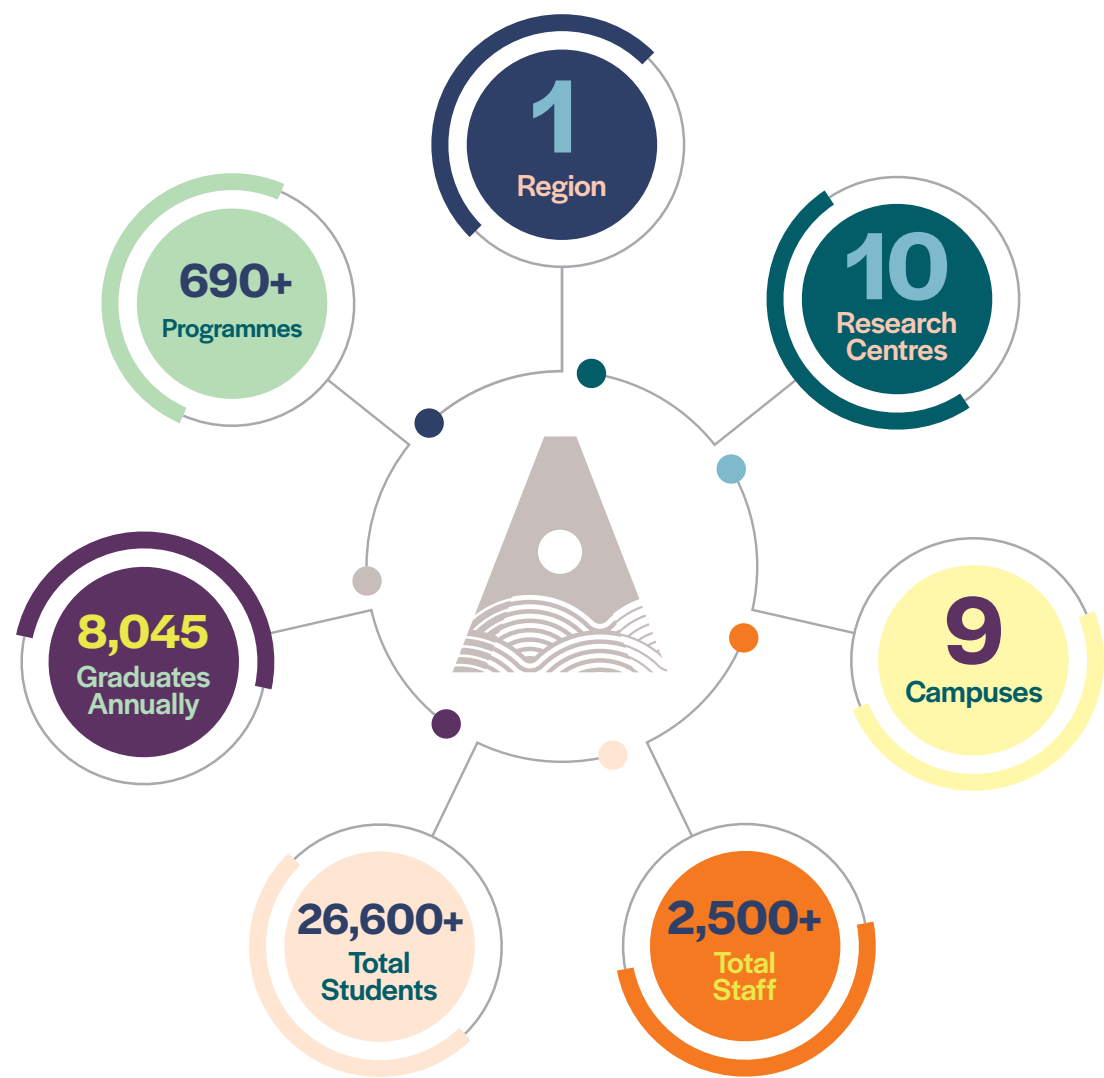 1
Region
10
Research
Centres
9
Campuses
2,500+
Total
Staff
26,600+
Total
Students
8,045
Graduates
Annually
690+
Programmes